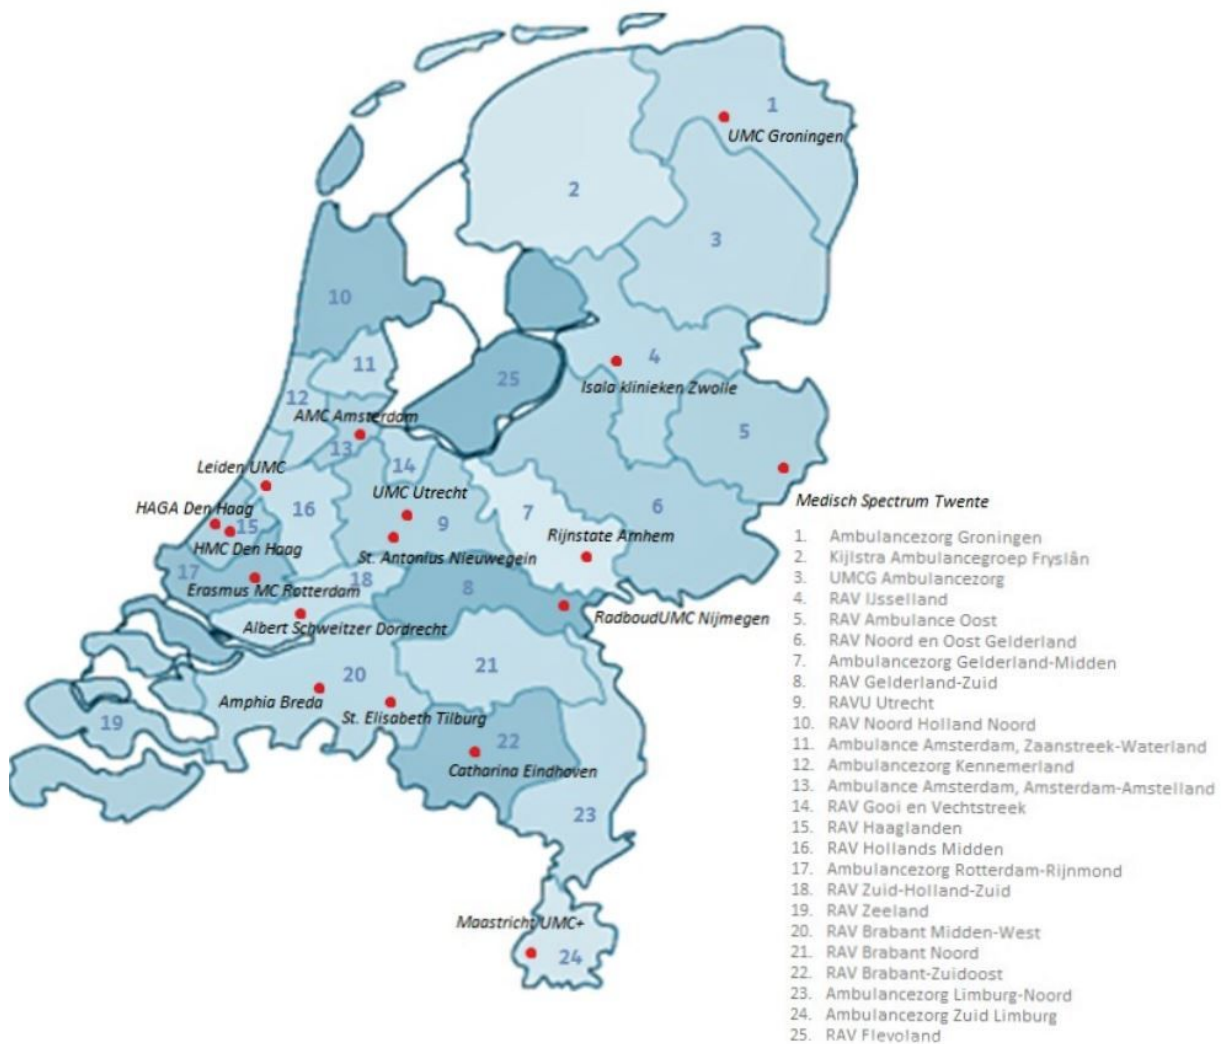 1
UMC Groningen
2
3
10
11
25
4
Isala klinieken Zwolle
12
AMC Amsterdam
13
5
Leiden UMC
14
UMC Utrecht
HAGA Den Haag
15
16
9
7
6
Medisch Spectrum Twente
HMC Den Haag
St. Antonius Nieuwegein
Rijnstate Arnhem
17
Erasmus MC Rotterdam
18
8
Albert Schweitzer Dordrecht
RadboudUMC Nijmegen
21
20
Amphia Breda
St. Elisabeth Tilburg
19
22
Catharina Eindhoven
23
Maastricht UMC+
24
1. Ambulancezorg Groningen
2. Kijlstra Ambulancegroep Fryslân
3. UMCG Ambulancezorg
4. RAV IJsselland
5. RAV Ambulance Oost
6. RAV Noord en Oost Gelderland
7. Ambulancezorg Gelderland-Midden
8. RAV Gelderland-Zuid
9. RAVU Utrecht
10. RAV Noord Holland Noord
11. Ambulance Amsterdam, Zaanstreek-Waterland
12. Ambulancezorg Kennemerland
13. Ambulance Amsterdam, Amsterdam-Amstelland
14. RAV Gooi en Vechtstreek
15. RAV Haaglanden
16. RAV Hollands Midden
17. Ambulancezorg Rotterdam-Rijnmond
18. RAV Zuid-Holland-Zuid
19. RAV Zeeland
20. RAV Brabant Midden-West
21. RAV Brabant Noord
22. RAV Brabant-Zuidoost
23. Ambulancezorg Limburg-Noord
24. Ambulancezorg Zuid Limburg
25. RAV Flevoland